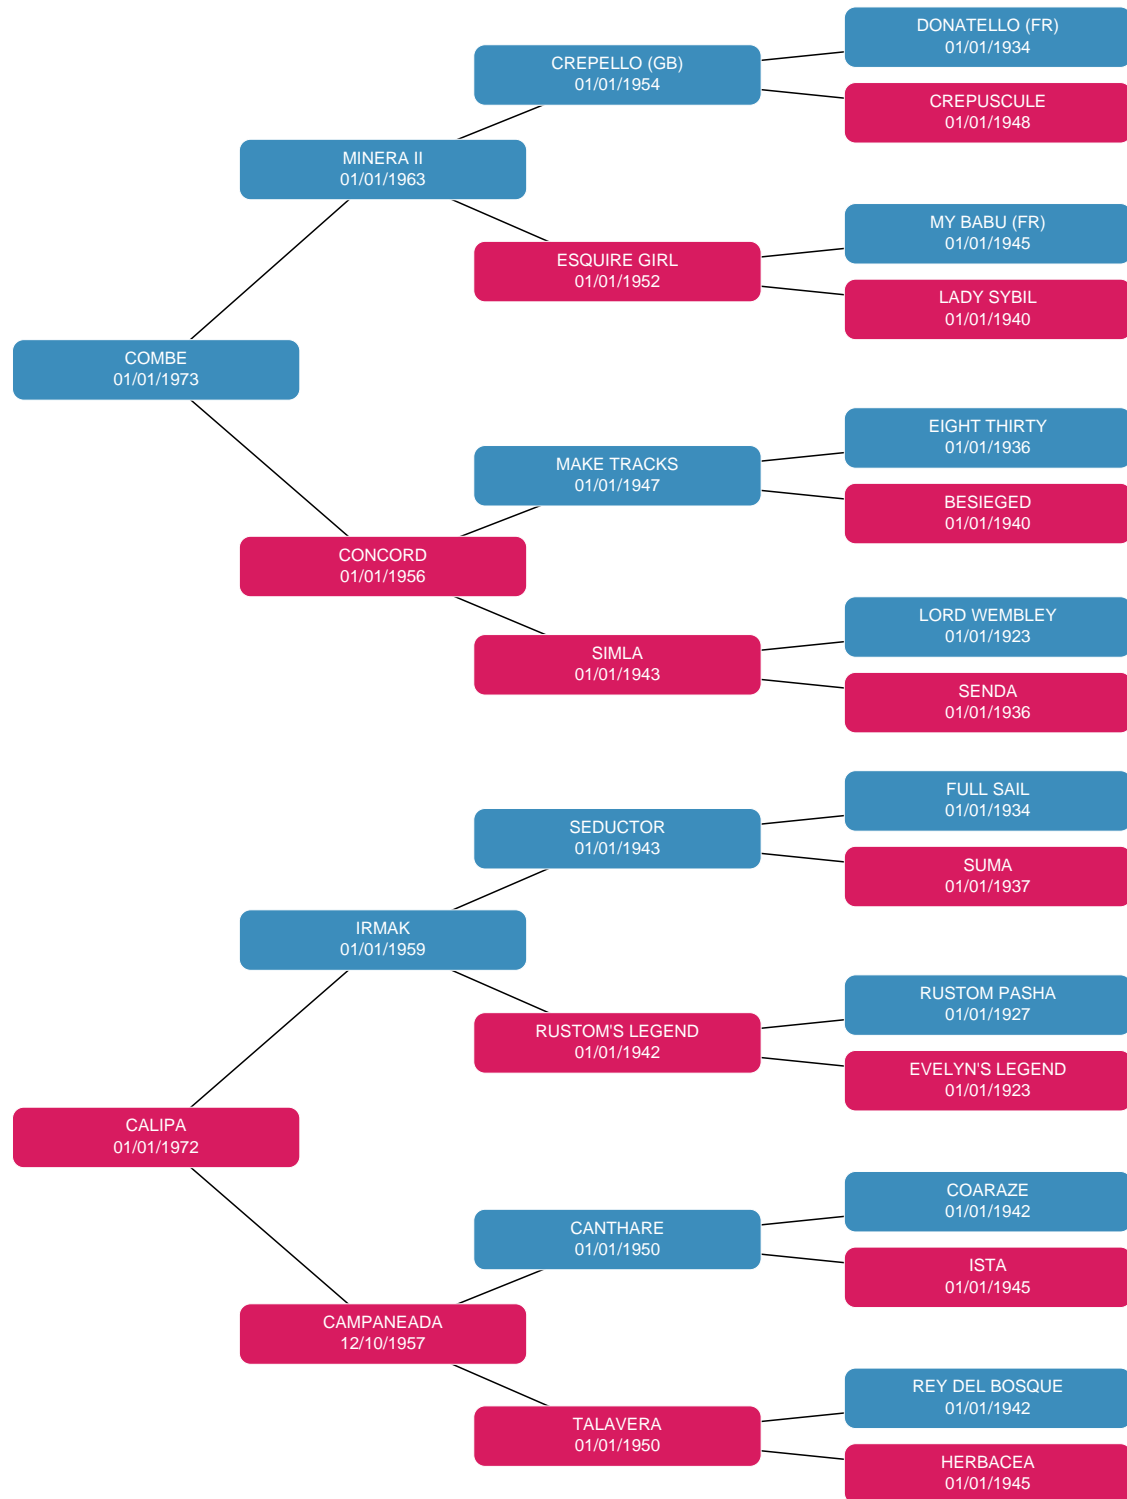 DONATELLO (FR)
01/01/1934
CREPELLO (GB)
01/01/1954
CREPUSCULE
01/01/1948
MINERA II
01/01/1963
MY BABU (FR)
01/01/1945
ESQUIRE GIRL
01/01/1952
LADY SYBIL
01/01/1940
COMBE
01/01/1973
EIGHT THIRTY
01/01/1936
MAKE TRACKS
01/01/1947
BESIEGED
01/01/1940
CONCORD
01/01/1956
LORD WEMBLEY
01/01/1923
SIMLA
01/01/1943
SENDA
01/01/1936
FULL SAIL
01/01/1934
SEDUCTOR
01/01/1943
SUMA
01/01/1937
IRMAK
01/01/1959
RUSTOM PASHA
01/01/1927
RUSTOM'S LEGEND
01/01/1942
EVELYN'S LEGEND
01/01/1923
CALIPA
01/01/1972
COARAZE
01/01/1942
CANTHARE
01/01/1950
ISTA
01/01/1945
CAMPANEADA
12/10/1957
REY DEL BOSQUE
01/01/1942
TALAVERA
01/01/1950
HERBACEA
01/01/1945